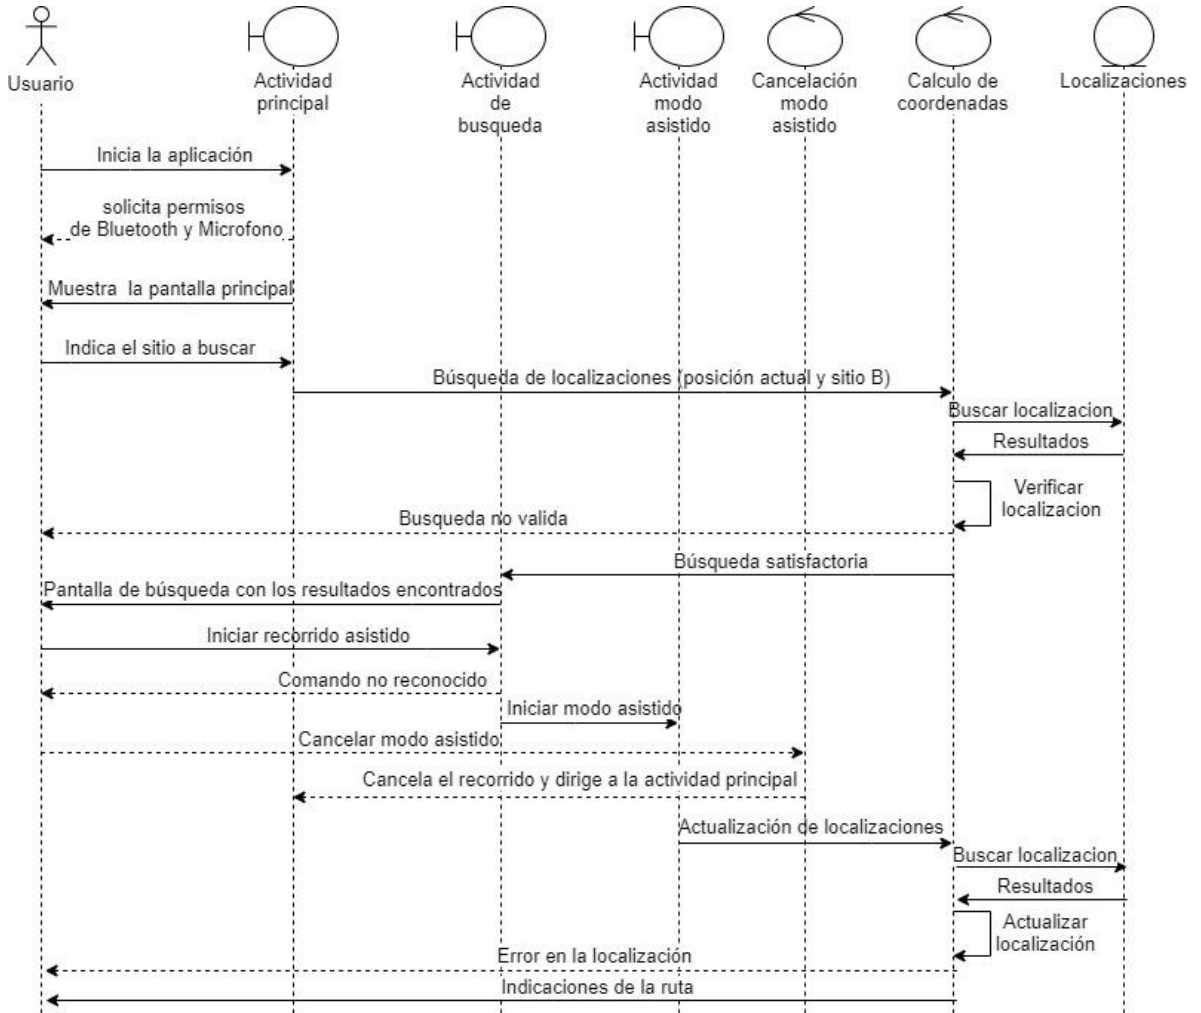 Usuario
Actividad
principal
Actividad
de
busqueda
Actividad
modo
asistido
Cancelación
modo
asistido
Calculo de
coordenadas
Localizaciones
Inicia la aplicación
solicita permisos
de Bluetooth y Microfono
Muestra la pantalla principal
Indica el sitio a buscar
Búsqueda de localizaciones (posición actual y sitio B)
Buscar localizacion
Resultados
Verificar
localizacion
Busqueda no valida
Búsqueda satisfactoria
Pantalla de búsqueda con los resultados encontrados
Iniciar recorrido asistido
Comando no reconocido
Iniciar modo asistido
Cancelar modo asistido
Cancela el recorrido y dirige a la actividad principal
Actualización de localizaciones
Buscar localizacion
Resultados
Actualizar
localización
Error en la localización
Indicaciones de la ruta